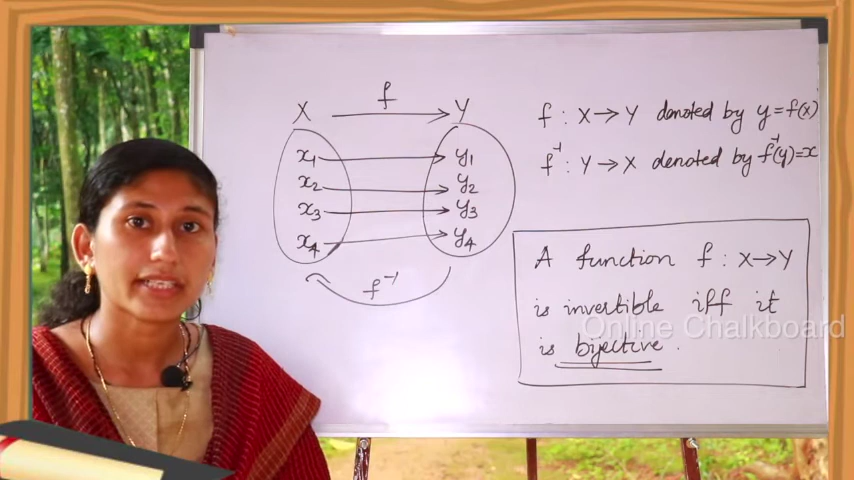 f
X → Y
x₁ → y₁
x₂ → y₂
x₃ → y₃
x₄ → y₄
f⁻¹
f : X → Y denoted by y = f(x)
f⁻¹ : Y → X denoted by f⁻¹(y) = x
A function f : X → Y
is invertible iff it
is bijective.
Online Chalkboard